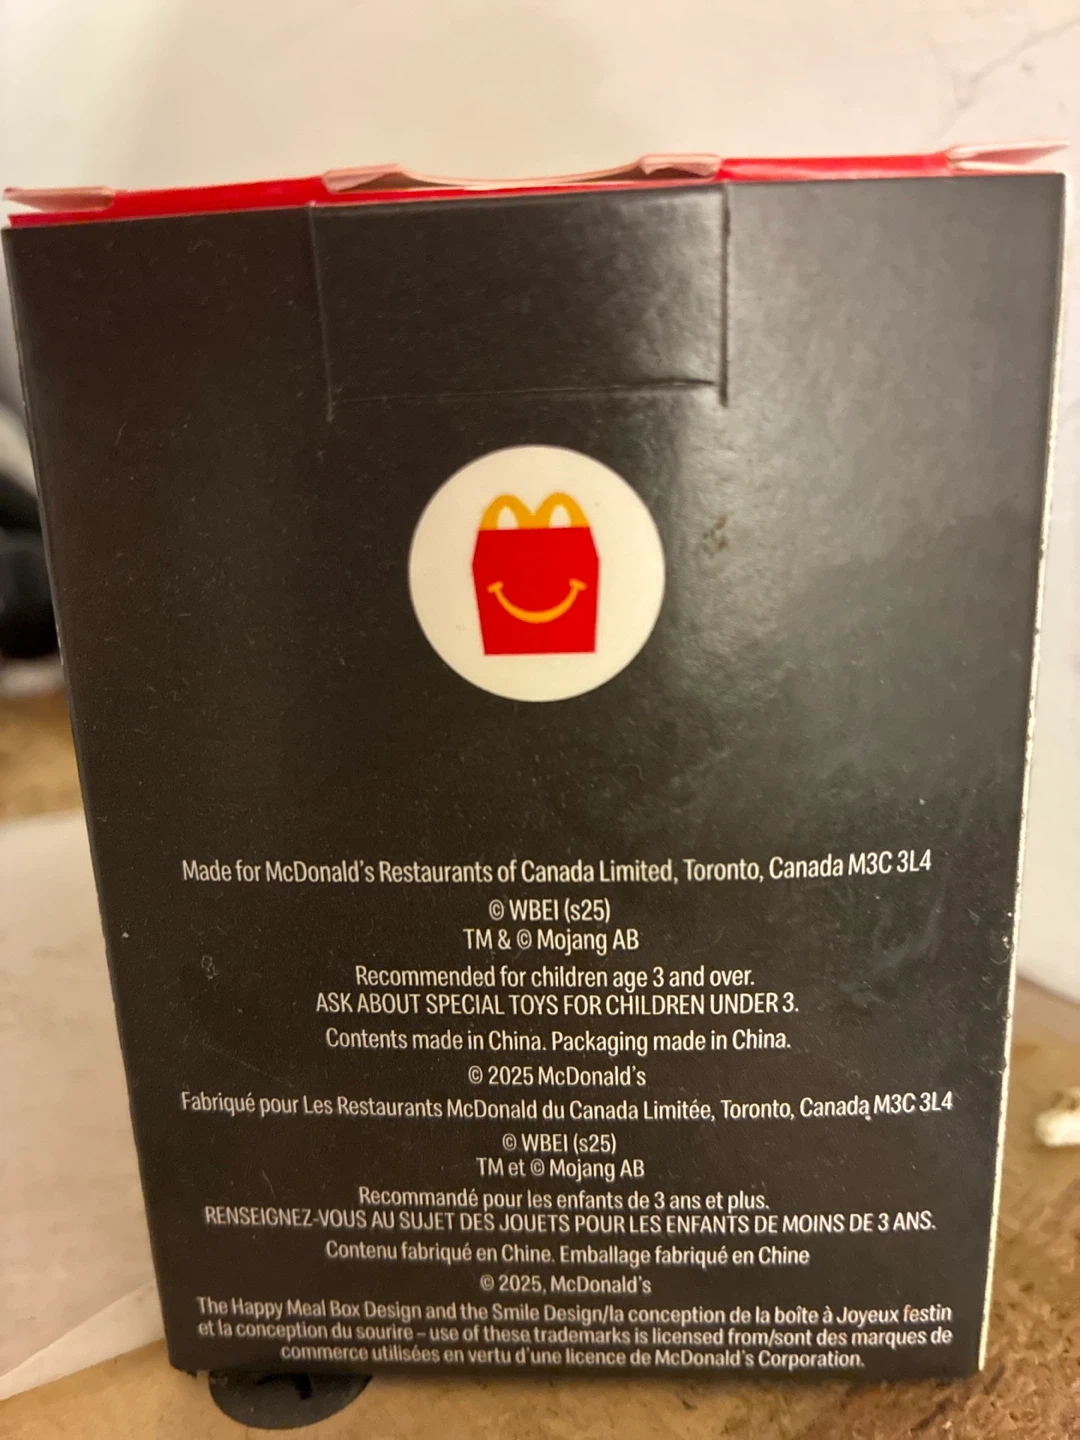 Made for McDonald's Restaurants of Canada Limited, Toronto, Canada M3C 3L4
© WBEI (s25)
TM & © Mojang AB
Recommended for children age 3 and over.
ASK ABOUT SPECIAL TOYS FOR CHILDREN UNDER 3.
Contents made in China. Packaging made in China.
© 2025 McDonald's
Fabriqué pour Les Restaurants McDonald du Canada Limitée, Toronto, Canada M3C 3L4
© WBEI (s25)
TM et © Mojang AB
Recommandé pour les enfants de 3 ans et plus.
RENSEIGNEZ-VOUS AU SUJET DES JOUETS POUR LES ENFANTS DE MOINS DE 3 ANS.
Contenu fabriqué en Chine. Emballage fabriqué en Chine
© 2025, McDonald's
The Happy Meal Box Design and the Smile Design/la conception de la boîte à Joyeux festin
et la conception du sourire – use of these trademarks is licensed from/sont des marques de
commerce utilisées en vertu d'une licence de McDonald's Corporation.